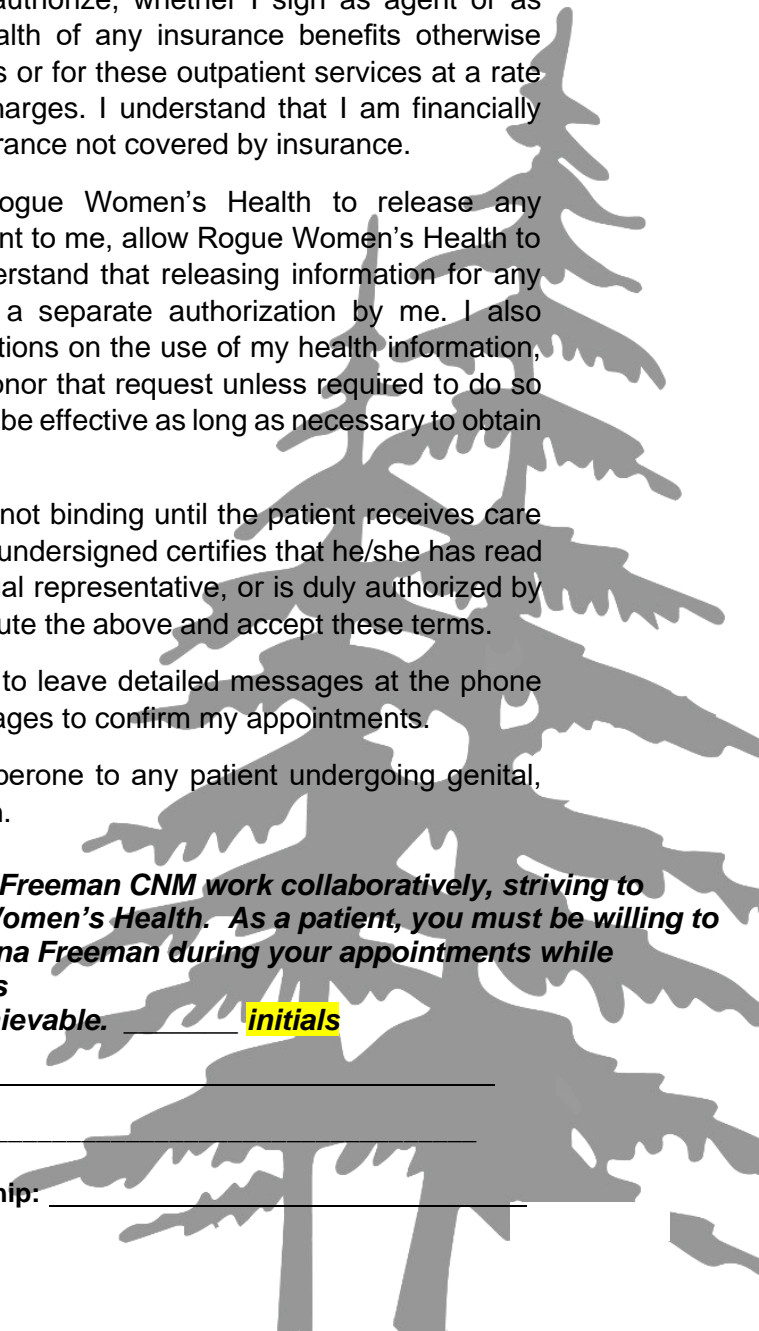 authorize, whether I sign as agent or as
alth of any insurance benefits otherwise
s or for these outpatient services at a rate
harges. I understand that I am financially
rance not covered by insurance.
ogue Women's Health to release any
nt to me, allow Rogue Women's Health to
erstand that releasing information for any
a separate authorization by me. I also
tions on the use of my health information,
onor that request unless required to do so
be effective as long as necessary to obtain
not binding until the patient receives care
undersigned certifies that he/she has read
al representative, or is duly authorized by
ute the above and accept these terms.
to leave detailed messages at the phone
ages to confirm my appointments.
perone to any patient undergoing genital,
n.
Freeman CNM work collaboratively, striving to
Women's Health. As a patient, you must be willing to
na Freeman during your appointments while
s
hievable. _______ initials
hip: